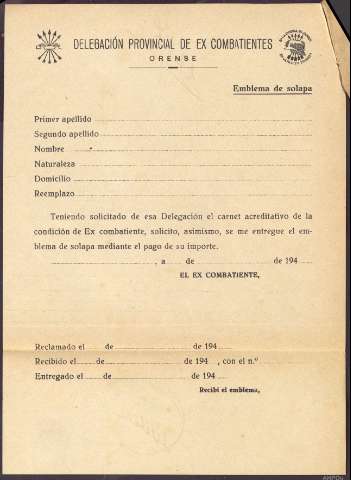 DELEGACIÓN PROVINCIAL DE EX COMBATIENTES
ORENSE
Emblema de solapa
Primer apellido
Segundo apellido
Nombre
Naturaleza
Domicilio
Reemplazo
Teniendo solicitado de esa Delegación el carnet acreditativo de la
condición de Ex combatiente, solicito, asimismo, se me entregue el em-
blema de solapa mediante el pago de su importe.
, a de de 194
EL EX COMBATIENTE,
Reclamado el de de 194
Recibido el de de 194 , con el n.º
Entregado el de de 194
Recibí el emblema,